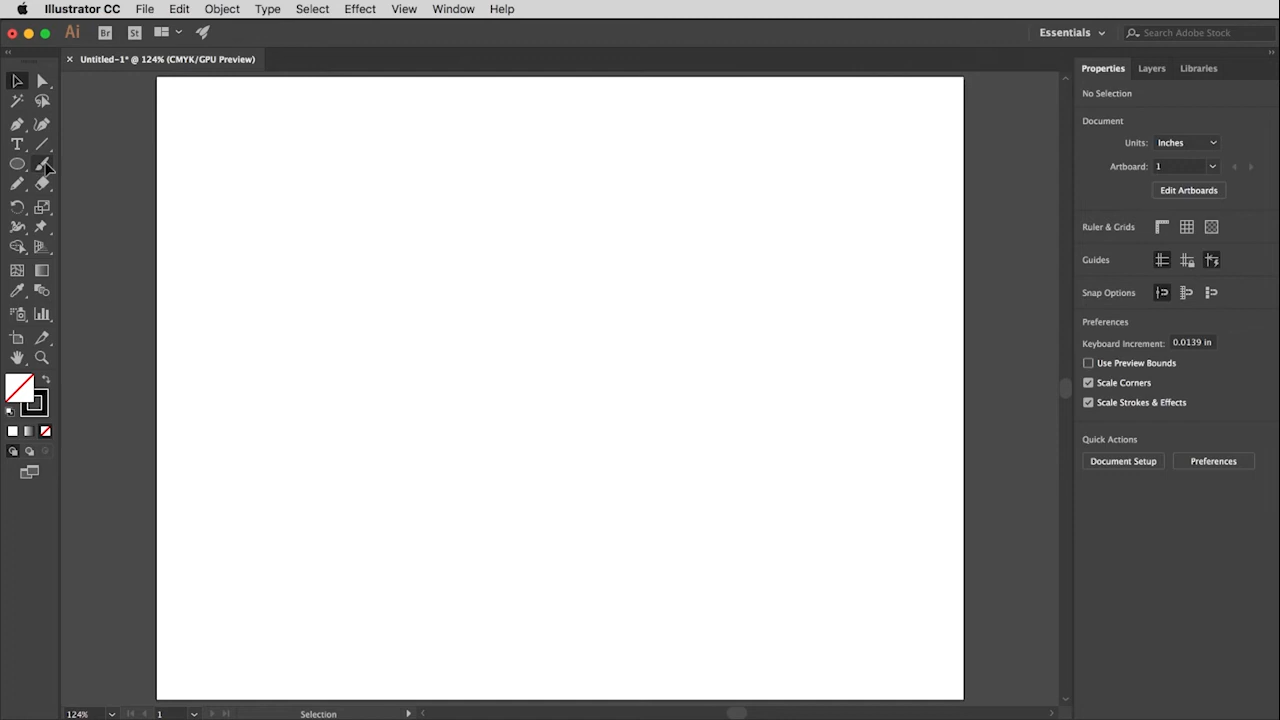 Illustrator CC File Edit Object Type Select Effect View Window Help
Ai Br St Essentials Search Adobe Stock
× Untitled-1* @ 124% (CMYK/GPU Preview)
Properties Layers Libraries
No Selection
Document
Units: Inches
Artboard: 1
Edit Artboards
Ruler & Grids
Guides
Snap Options
Preferences
Keyboard Increment: 0.0139 in
Use Preview Bounds
Scale Corners
Scale Strokes & Effects
Quick Actions
Document Setup Preferences
124% 1 Selection